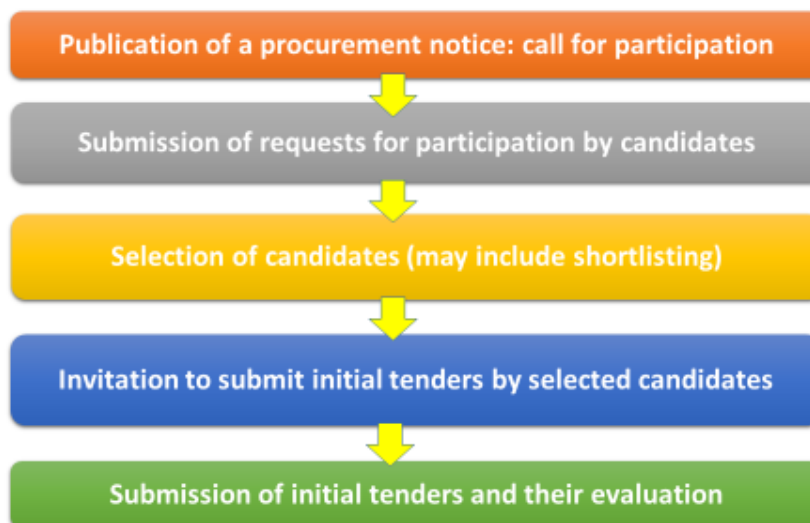 Publication of a procurement notice: call for participation
Submission of requests for participation by candidates
Selection of candidates (may include shortlisting)
Invitation to submit initial tenders by selected candidates
Submission of initial tenders and their evaluation